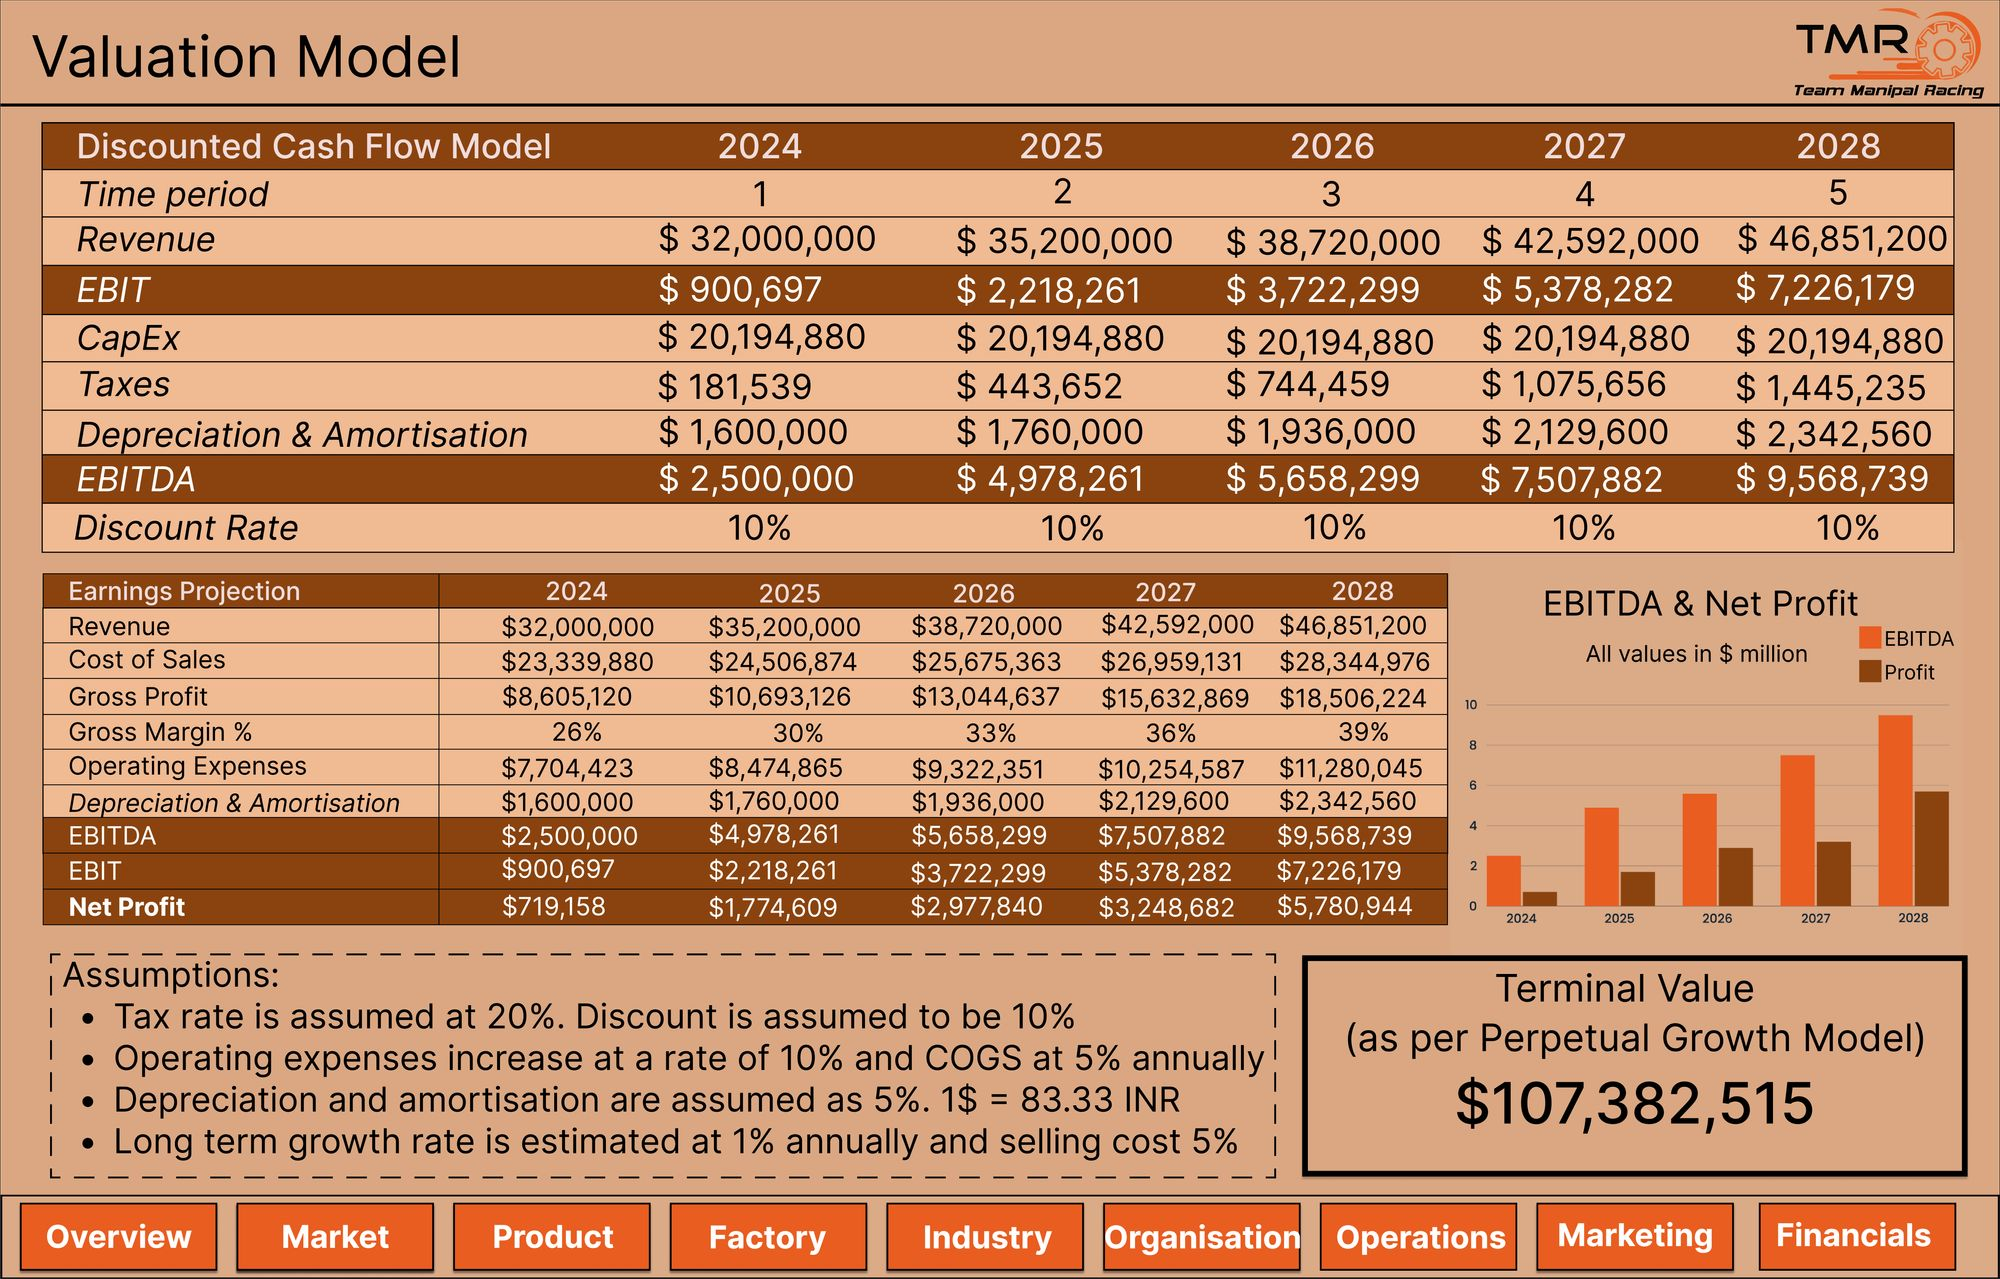 Valuation Model
TMR
Team Manipal Racing
Discounted Cash Flow Model 2024 2025 2026 2027 2028
Time period 1 2 3 4 5
Revenue $ 32,000,000 $ 35,200,000 $ 38,720,000 $ 42,592,000 $ 46,851,200
EBIT $ 900,697 $ 2,218,261 $ 3,722,299 $ 5,378,282 $ 7,226,179
CapEx $ 20,194,880 $ 20,194,880 $ 20,194,880 $ 20,194,880 $ 20,194,880
Taxes $ 181,539 $ 443,652 $ 744,459 $ 1,075,656 $ 1,445,235
Depreciation & Amortisation $ 1,600,000 $ 1,760,000 $ 1,936,000 $ 2,129,600 $ 2,342,560
EBITDA $ 2,500,000 $ 4,978,261 $ 5,658,299 $ 7,507,882 $ 9,568,739
Discount Rate 10% 10% 10% 10% 10%
Earnings Projection 2024 2025 2026 2027 2028
Revenue $32,000,000 $35,200,000 $38,720,000 $42,592,000 $46,851,200
Cost of Sales $23,339,880 $24,506,874 $25,675,363 $26,959,131 $28,344,976
Gross Profit $8,605,120 $10,693,126 $13,044,637 $15,632,869 $18,506,224
Gross Margin % 26% 30% 33% 36% 39%
Operating Expenses $7,704,423 $8,474,865 $9,322,351 $10,254,587 $11,280,045
Depreciation & Amortisation $1,600,000 $1,760,000 $1,936,000 $2,129,600 $2,342,560
EBITDA $2,500,000 $4,978,261 $5,658,299 $7,507,882 $9,568,739
EBIT $900,697 $2,218,261 $3,722,299 $5,378,282 $7,226,179
Net Profit $719,158 $1,774,609 $2,977,840 $3,248,682 $5,780,944
EBITDA & Net Profit
All values in $ million
EBITDA
Profit
10
8
6
4
2
0
2024 2025 2026 2027 2028
Assumptions:
• Tax rate is assumed at 20%. Discount is assumed to be 10%
• Operating expenses increase at a rate of 10% and COGS at 5% annually
• Depreciation and amortisation are assumed as 5%. 1$ = 83.33 INR
• Long term growth rate is estimated at 1% annually and selling cost 5%
Terminal Value
(as per Perpetual Growth Model)
$107,382,515
Overview Market Product Factory Industry Organisation Operations Marketing Financials